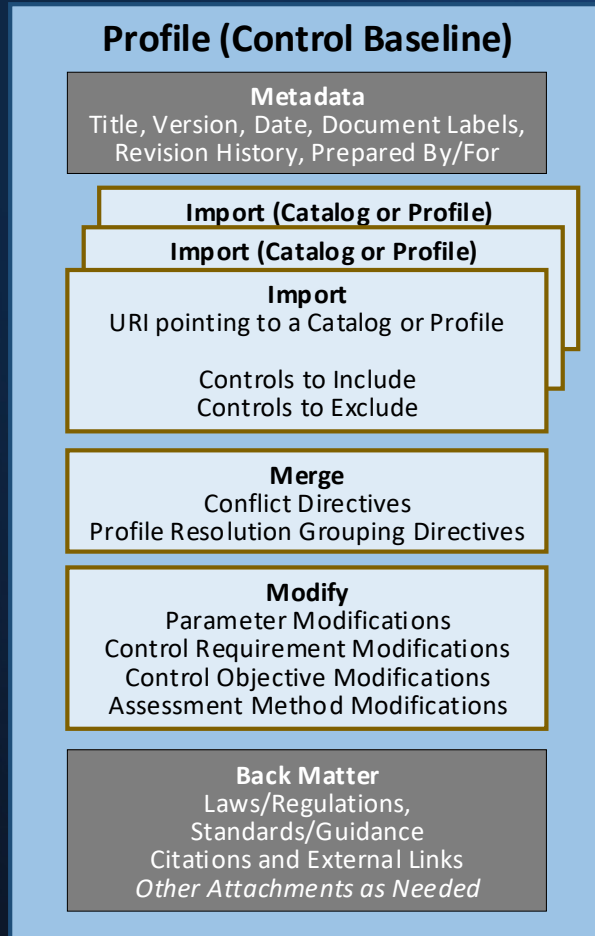 Profile (Control Baseline)
Metadata
Title, Version, Date, Document Labels,
Revision History, Prepared By/For
Import (Catalog or Profile)
Import (Catalog or Profile)
Import
URI pointing to a Catalog or Profile
Controls to Include
Controls to Exclude
Merge
Conflict Directives
Profile Resolution Grouping Directives
Modify
Parameter Modifications
Control Requirement Modifications
Control Objective Modifications
Assessment Method Modifications
Back Matter
Laws/Regulations,
Standards/Guidance
Citations and External Links
Other Attachments as Needed